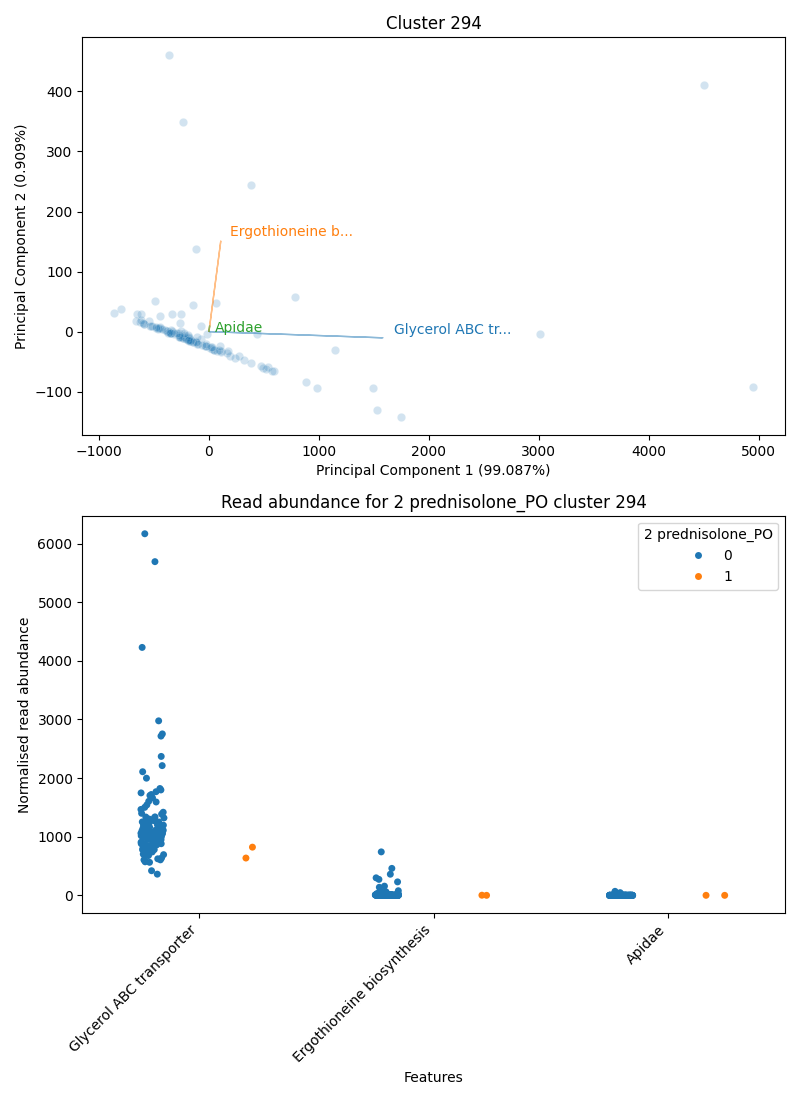 Cluster 294
Principal Component 2 (0.909%)
400
300
200
100
0
−100
Ergothioneine b...
Apidae
Glycerol ABC tr...
−1000
0
1000
2000
3000
4000
5000
Principal Component 1 (99.087%)
Read abundance for 2 prednisolone_PO cluster 294
Normalised read abundance
6000
5000
4000
3000
2000
1000
0
2 prednisolone_PO
0
1
Glycerol ABC transporter
Ergothioneine biosynthesis
Apidae
Features